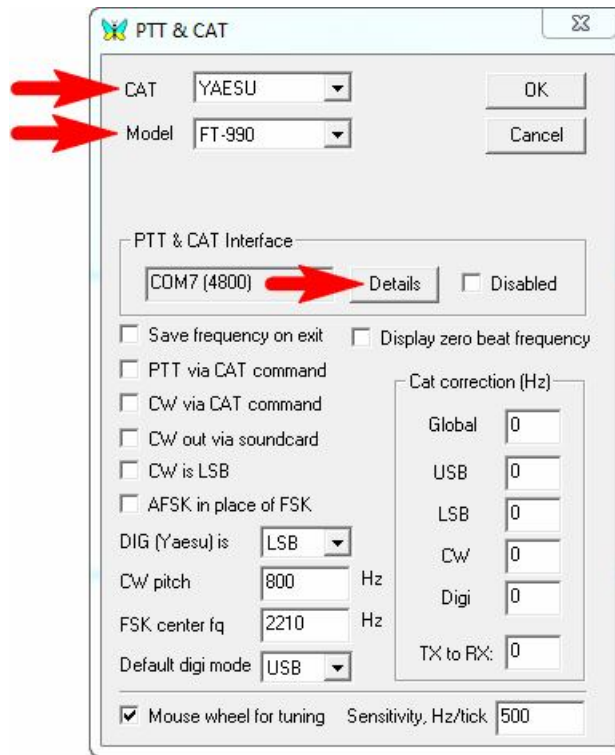 PTT & CAT
CAT YAESU OK
Model FT-990 Cancel
PTT & CAT Interface
COM7 (4800) Details Disabled
Save frequency on exit Display zero beat frequency
PTT via CAT command Cat correction (Hz)
CW via CAT command
Global 0
CW out via soundcard
CW is LSB USB 0
AFSK in place of FSK LSB 0
DIG (Yaesu) is LSB
CW 0
CW pitch 800 Hz Digi 0
FSK center fq 2210 Hz
Default digi mode USB TX to RX: 0
Mouse wheel for tuning Sensitivity, Hz/tick 500